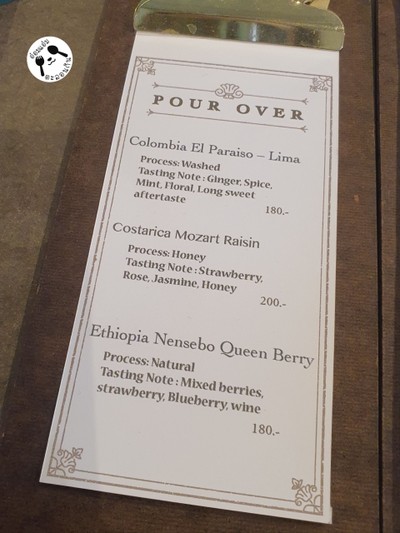 POUR OVER
Colombia El Paraiso – Lima
Process: Washed
Tasting Note : Ginger, Spice,
Mint, Floral, Long sweet
aftertaste
180.-
Costarica Mozart Raisin
Process: Honey
Tasting Note : Strawberry,
Rose, Jasmine, Honey
200.-
Ethiopia Nensebo Queen Berry
Process: Natural
Tasting Note : Mixed berries,
strawberry, Blueberry, wine
180.-